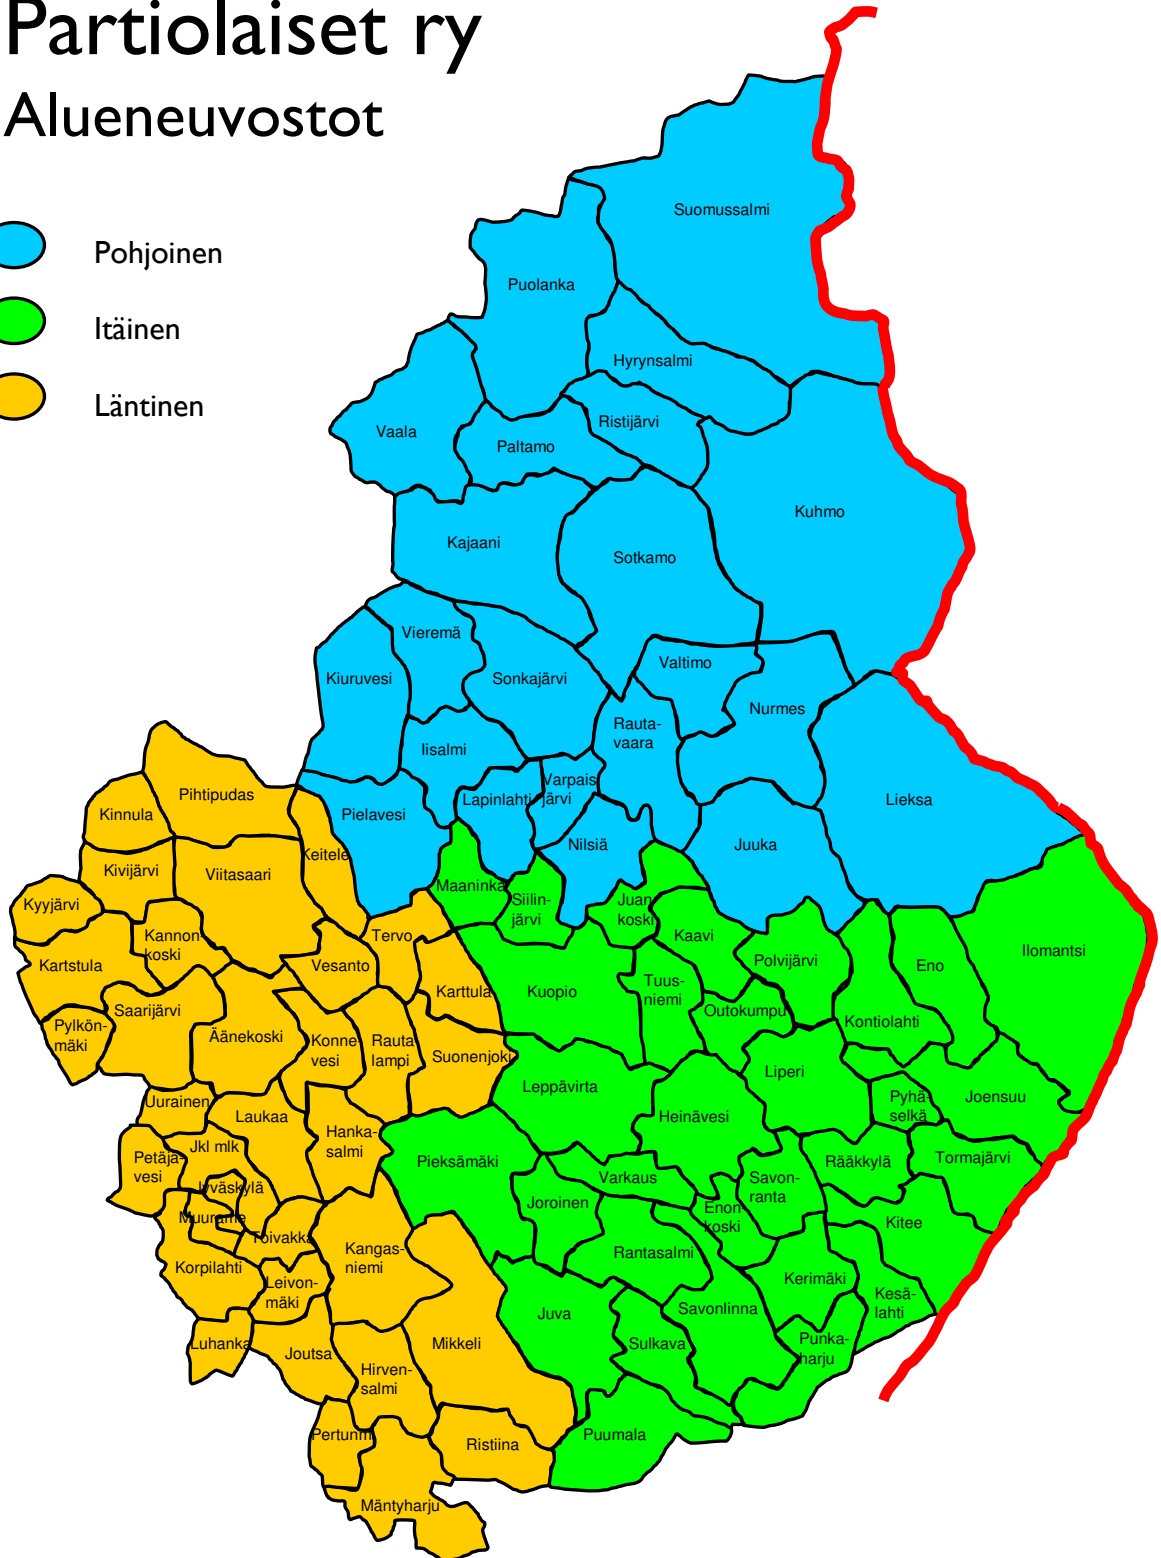 Partiolaiset ry
Alueneuvostot
Pohjoinen
Itäinen
Läntinen
Suomussalmi
Puolanka
Hyrynsalmi
Ristijärvi
Vaala
Paltamo
Kuhmo
Kajaani
Sotkamo
Vieremä
Valtimo
Kiuruvesi
Sonkajärvi
Nurmes
Rauta-
vaara
Iisalmi
Varpais
järvi
Lapinlahti
Lieksa
Pihtipudas
Kinnula
Pielavesi
Nilsiä
Juuka
Keitele
Kivijärvi
Viitasaari
Maaninka
Siilin-
järvi
Juan
koski
Kyyjärvi
Kannon
koski
Tervo
Kaavi
Kartstula
Vesanto
Polvijärvi
Eno
Ilomantsi
Karttula
Kuopio
Tuus-
niemi
Outokumpu
Saarijärvi
Kontiolahti
Pylkön-
mäki
Äänekoski
Konne-
vesi
Rauta
lampi
Suonenjoki
Liperi
Leppävirta
Uurainen
Laukaa
Heinävesi
Pyhä-
selkä
Joensuu
Hanka-
salmi
Jkl mlk
Petäjä-
vesi
Pieksämäki
Rääkkylä
Tormajärvi
Varkaus
Savon-
ranta
Jyväskylä
Joroinen
Enon-
koski
Muurame
Kitee
Toivakka
Kangas-
niemi
Rantasalmi
Korpilahti
Leivon-
mäki
Kerimäki
Kesä-
lahti
Juva
Savonlinna
Luhanka
Joutsa
Mikkeli
Sulkava
Punka-
harju
Hirven-
salmi
Pertunm
Ristiina
Puumala
Mäntyharju